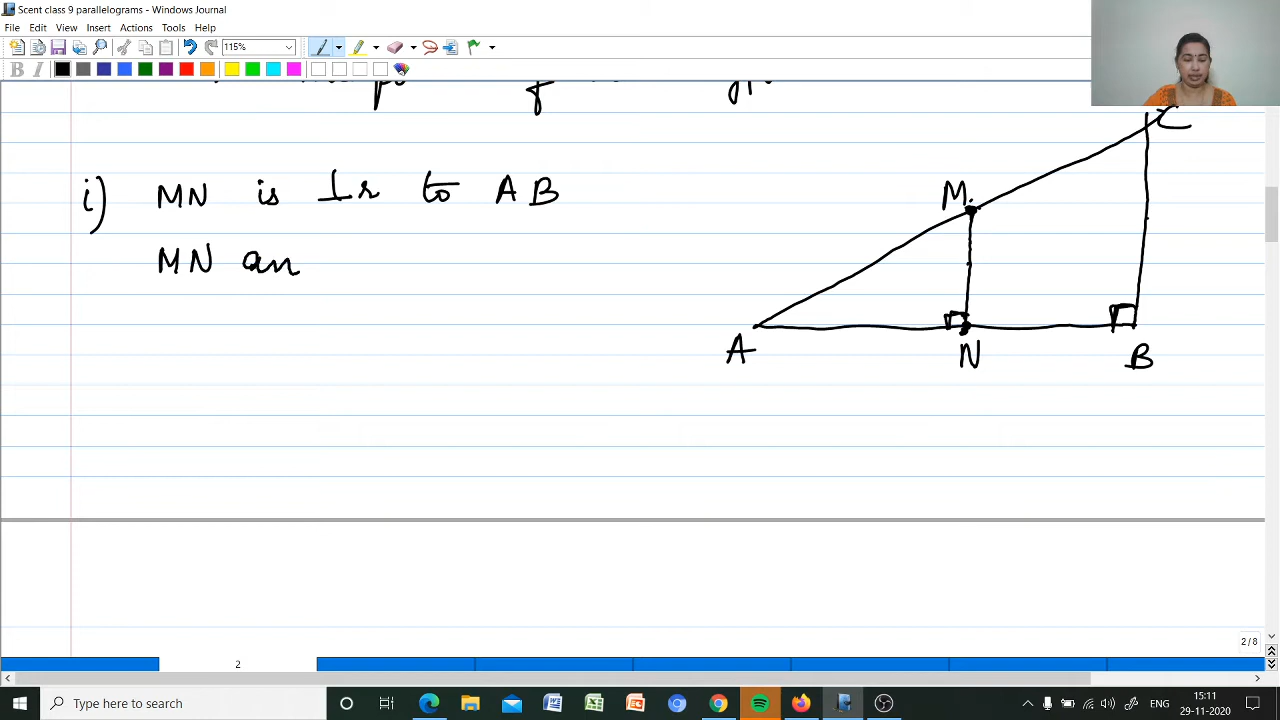 Scent class 9 parallelograms - Windows Journal
File Edit View Insert Actions Tools Help
115%
B I
C
i) MN is ⊥r to AB
M.
MN an
A N B
2/8
2
Type here to search
ENG
15:11
29-11-2020